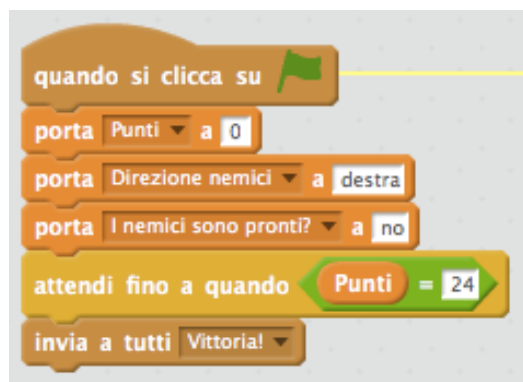 quando si clicca su
porta Punti a 0
porta Direzione nemici a destra
porta I nemici sono pronti? a no
attendi fino a quando Punti = 24
invia a tutti Vittoria!